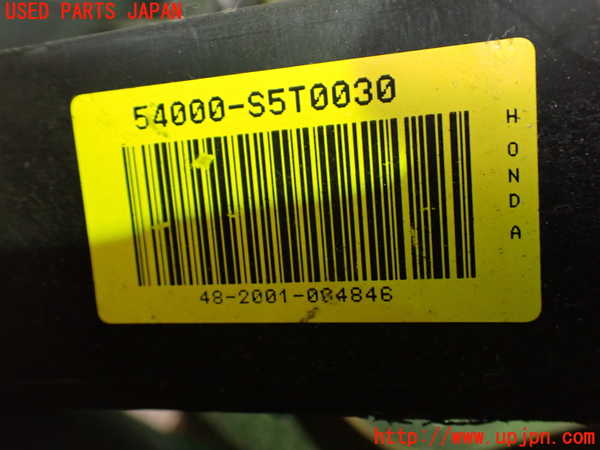 USED PARTS JAPAN
54000-S5T0030
HONDA
48-2001-004846
http://www.upjpn.com/